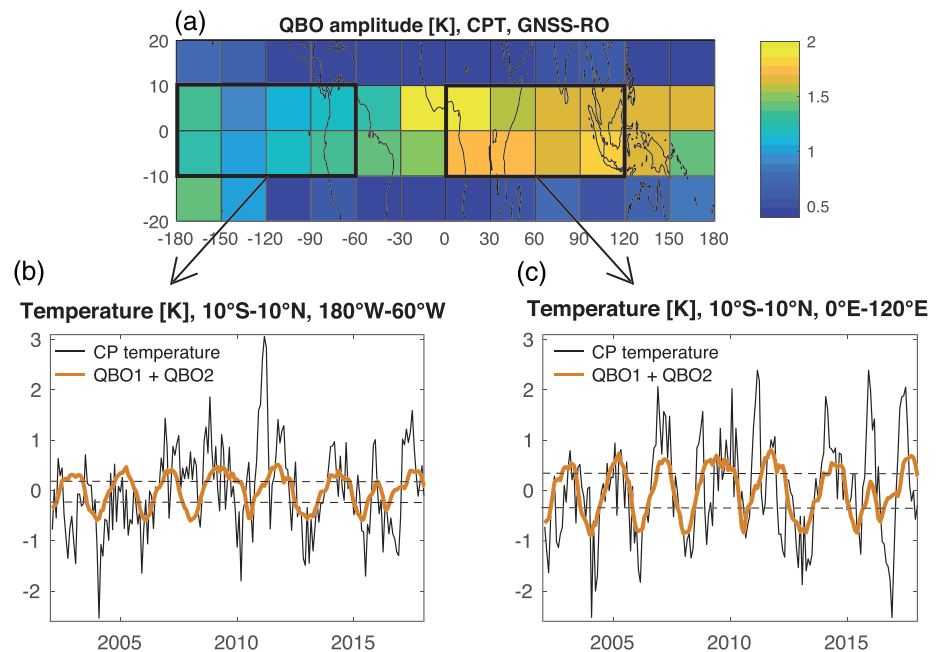 (a)
QBO amplitude [K], CPT, GNSS-RO
20
10
0
-10
-20
-180 -150 -120 -90 -60 -30 0 30 60 90 120 150 180
2
1.5
1
0.5
(b)
Temperature [K], 10°S-10°N, 180°W-60°W
3
2
1
0
-1
-2
CP temperature
QBO1 + QBO2
2005 2010 2015
(c)
Temperature [K], 10°S-10°N, 0°E-120°E
3
2
1
0
-1
-2
CP temperature
QBO1 + QBO2
2005 2010 2015